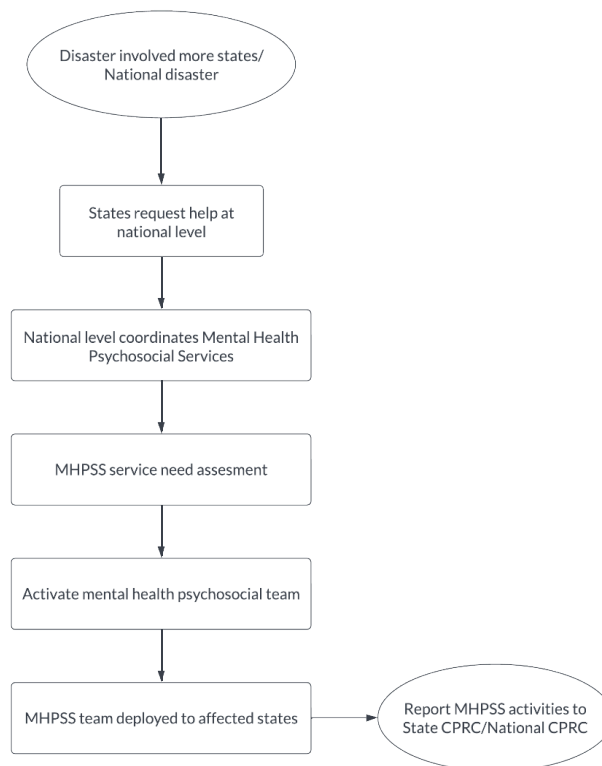 Disaster involved more states/
National disaster
States request help at
national level
National level coordinates Mental Health
Psychosocial Services
MHPSS service need assesment
Activate mental health psychosocial team
MHPSS team deployed to affected states
Report MHPSS activities to
State CPRC/National CPRC